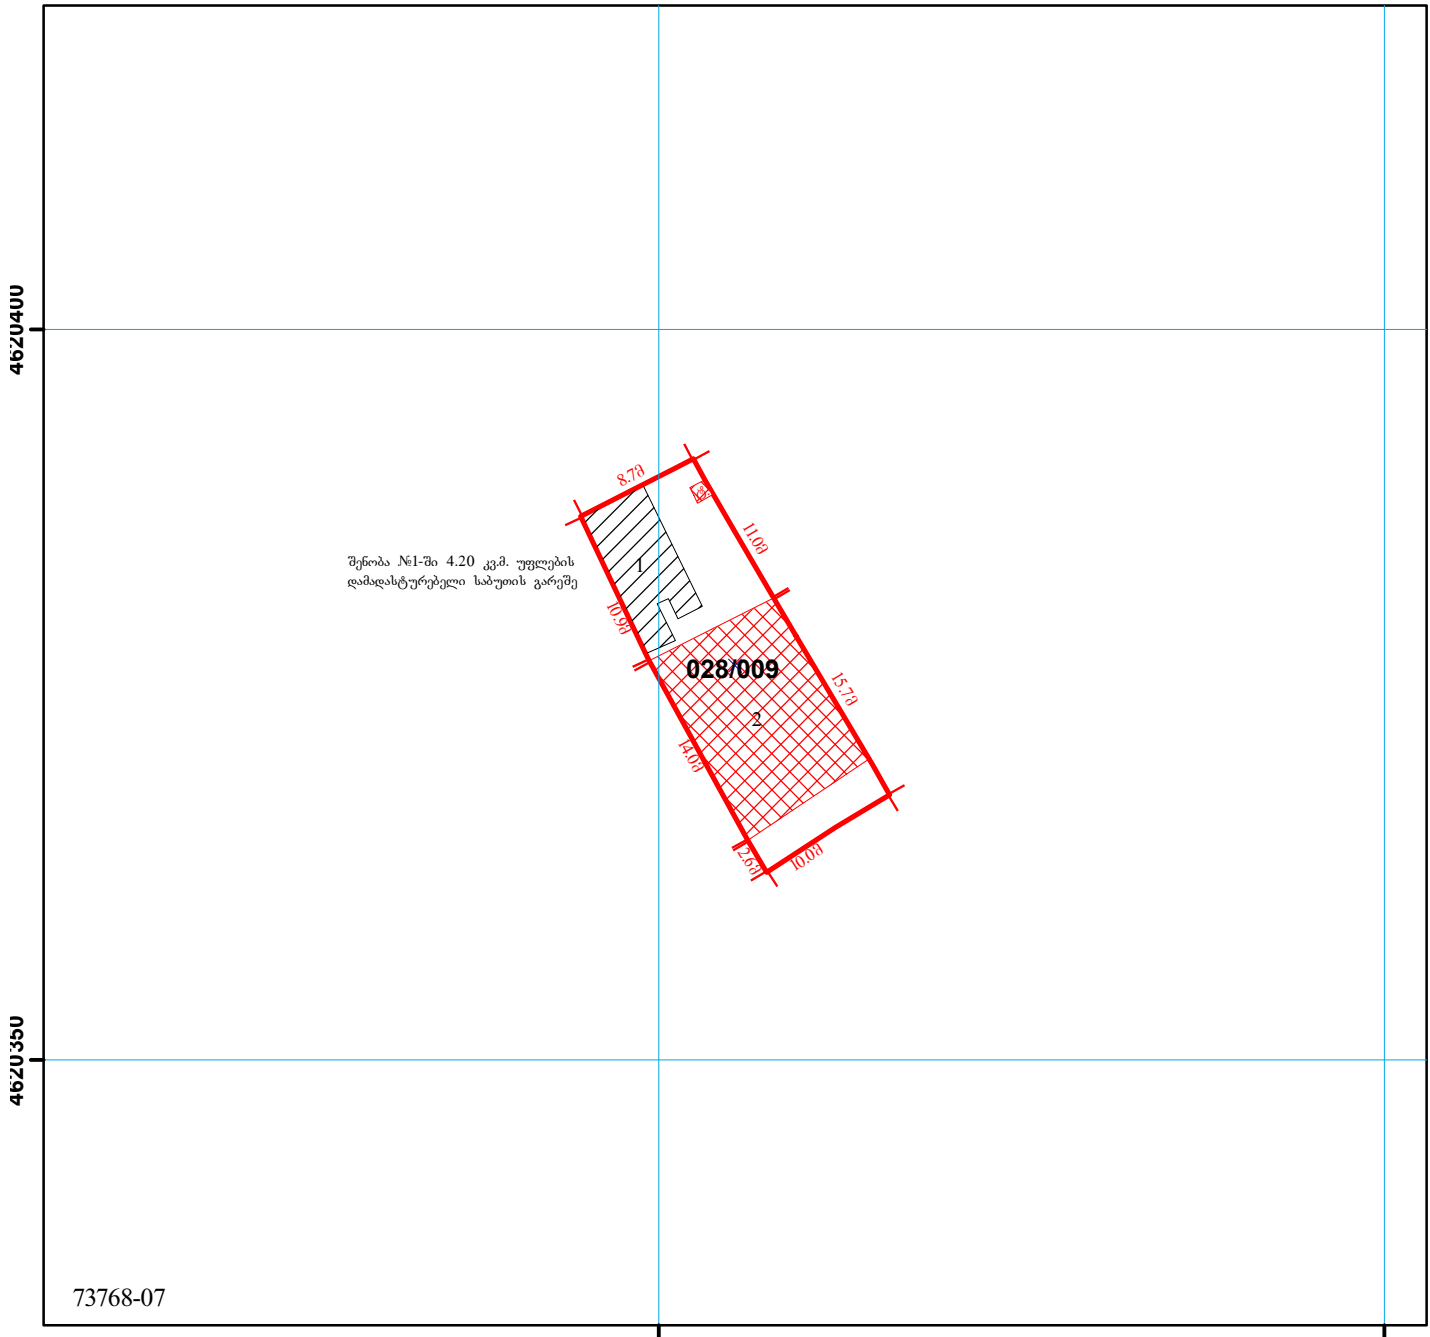 4620400
8.7მ
11.0მ
შენობა №1-ში 4.20 კვ.მ. უფლების
დამადასტურებელი საბუთის გარეშე
1
10.9მ
028/009
15.7მ
2
14.0მ
2.6მ
10.0მ
4620350
73768-07